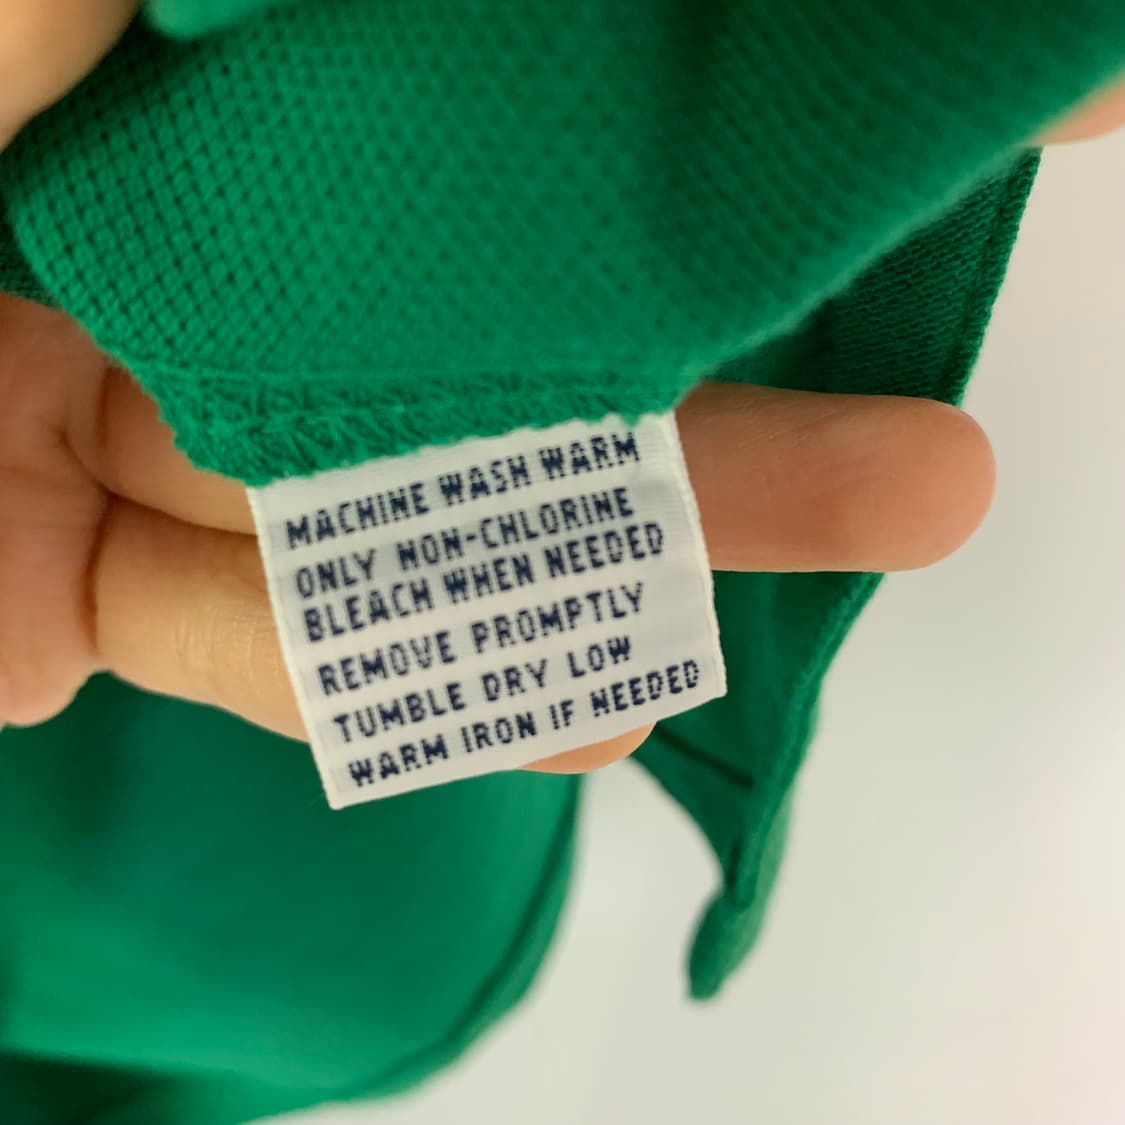 MACHINE WASH WARM
ONLY NON-CHLORINE
BLEACH WHEN NEEDED
REMOVE PROMPTLY
TUMBLE DRY LOW
WARM IRON IF NEEDED